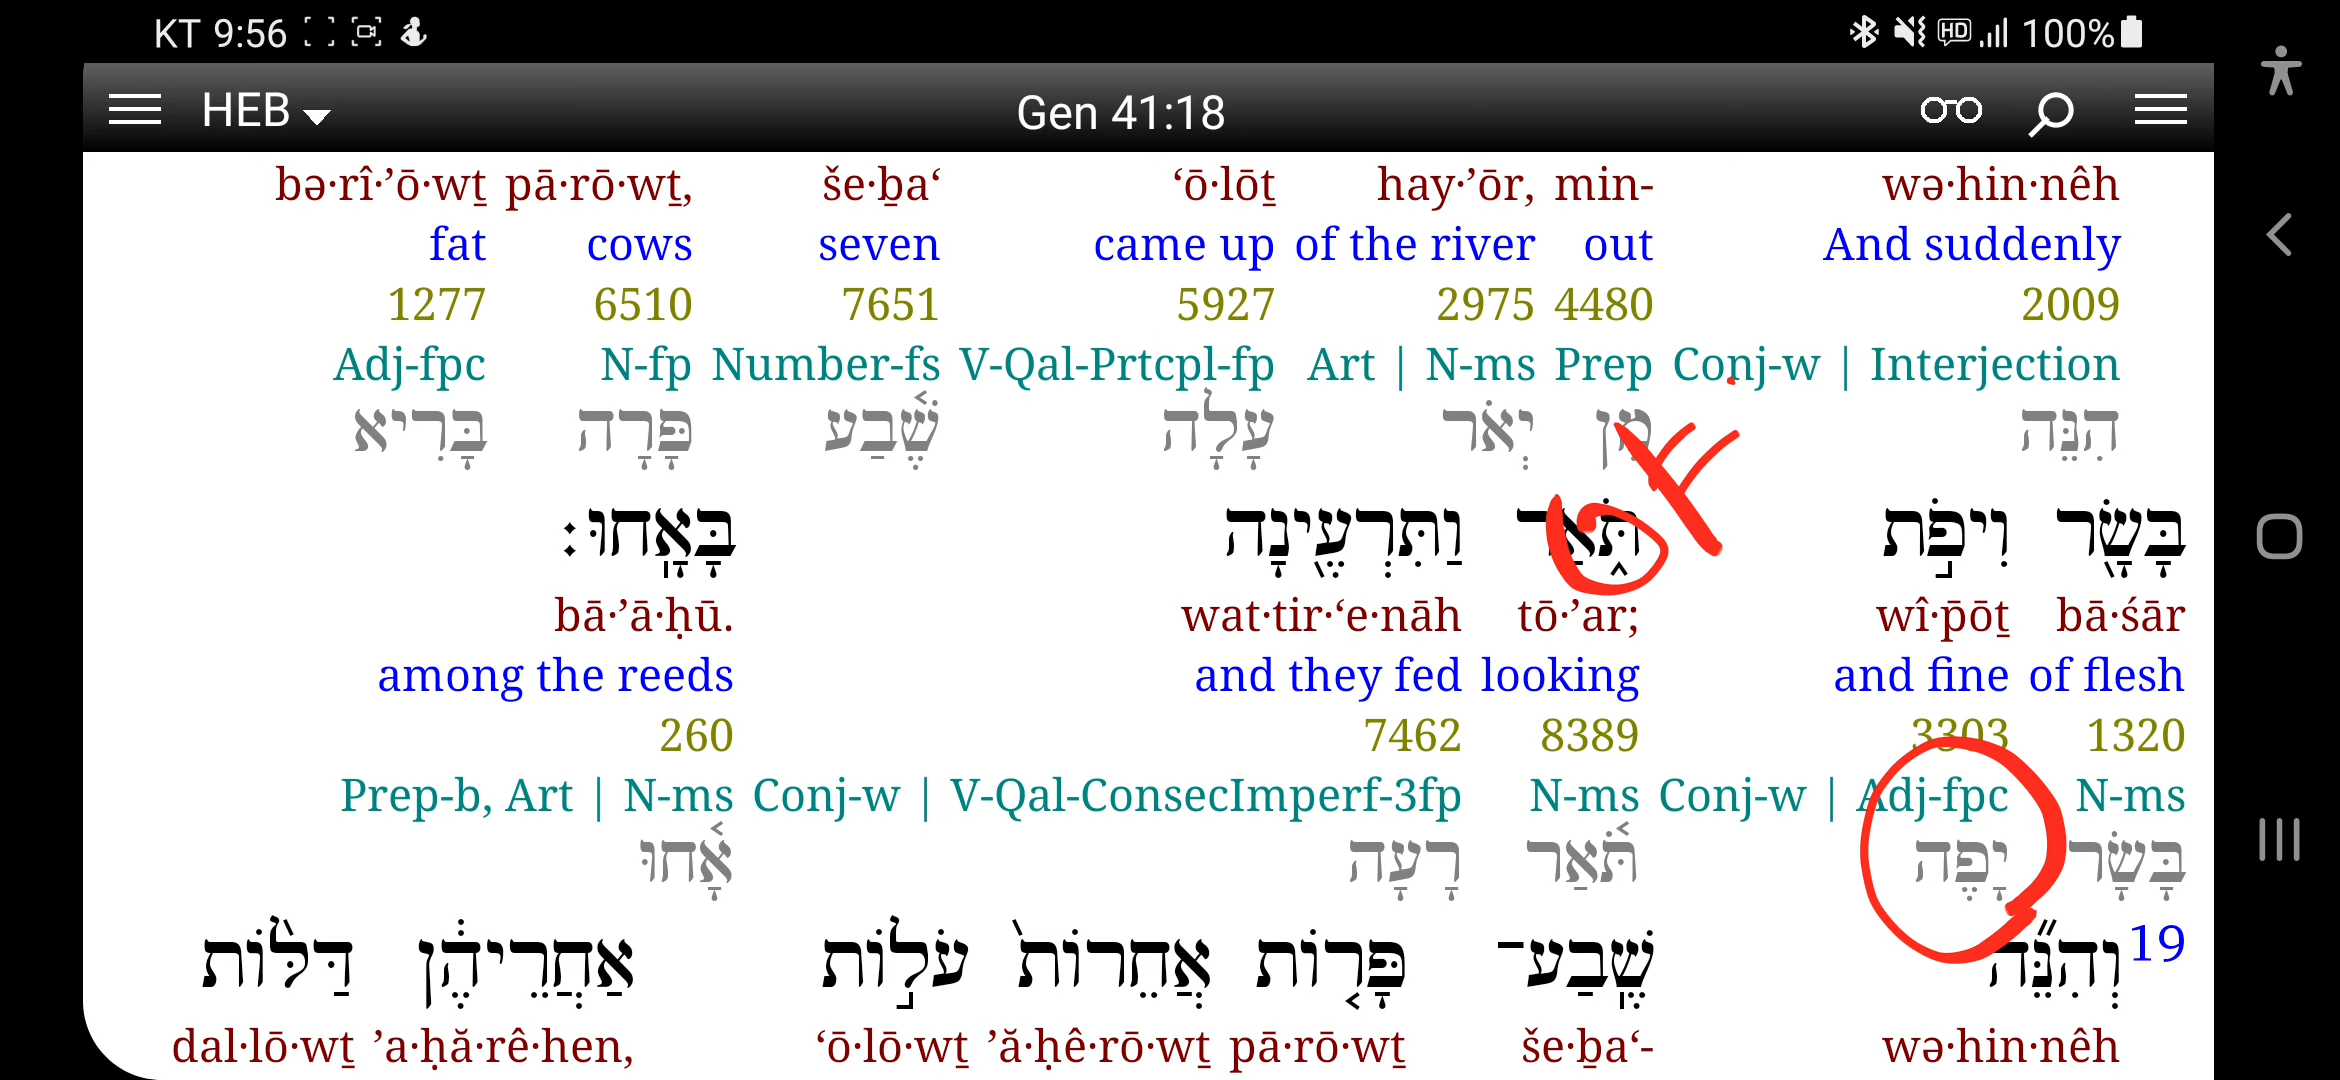 KT 9:56 HD 100%
HEB Gen 41:18
bə·rî·’ō·wṯ pā·rō·wṯ, še·ḇa‘ ‘ō·lōṯ hay·’ōr, min- wə·hin·nêh
fat cows seven came up of the river out And suddenly
1277 6510 7651 5927 2975 4480 2009
Adj-fpc N-fp Number-fs V-Qal-Prtcpl-fp Art | N-ms Prep Conj-w | Interjection
הִנֵּה מִן יְאֹר עָלָה שֶׁ֫בַע פָּרָה בָּרִיא
בָּשָׂ֖ר וִיפֹ֣ת תֹּ֑אַר וַתִּרְעֶ֖ינָה בָּאָֽחוּ׃
bā·’ā·ḥū. wat·tir·‘e·nāh tō·’ar; wî·p̄ōṯ bā·śār
among the reeds and they fed looking and fine of flesh
260 7462 8389 3303 1320
Prep-b, Art | N-ms Conj-w | V-Qal-ConsecImperf-3fp N-ms Conj-w | Adj-fpc N-ms
בָּשָׂר יָפֶה תֹּ֫אַר רָעָה אָ֫חוּ
19 וְהִנֵּ֞ה שֶֽׁבַע־ פָּר֤וֹת אֲחֵרוֹת֙ עֹל֣וֹת אַחֲרֵיהֶ֔ן דַּלּ֨וֹת
dal·lō·wṯ ’a·ḥă·rê·hen, ‘ō·lō·wṯ ’ă·ḥê·rō·wṯ pā·rō·wṯ še·ḇa‘- wə·hin·nêh